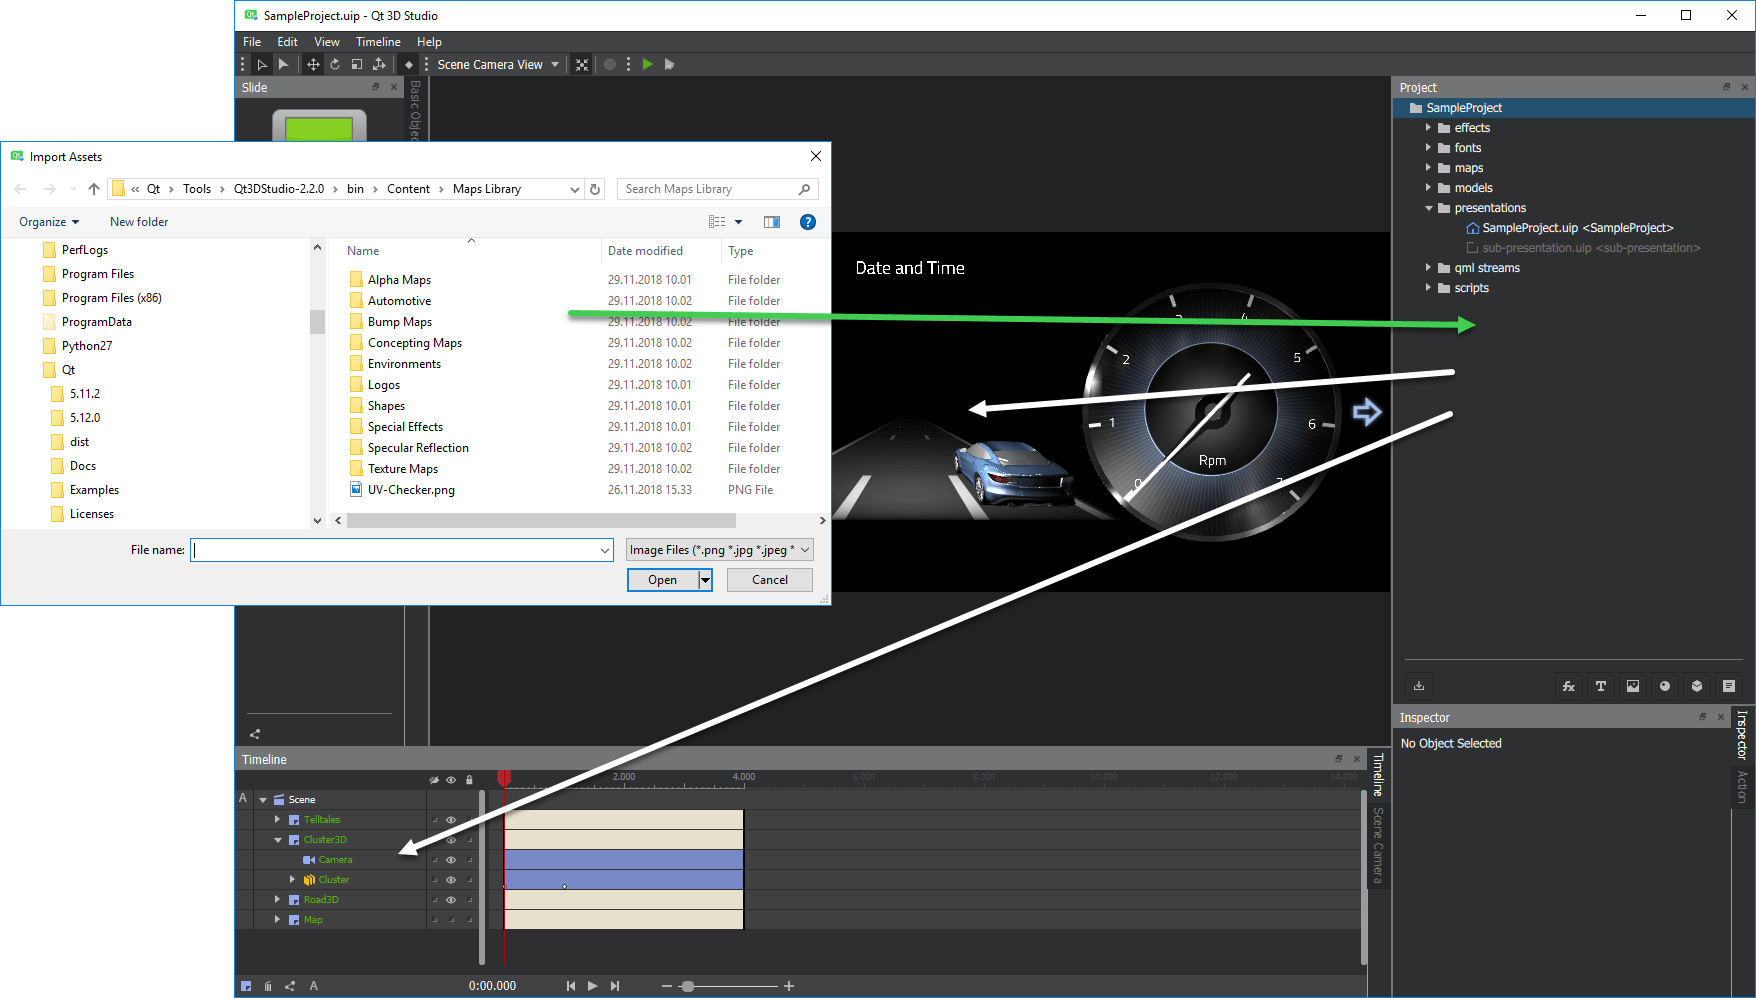 SampleProject.uip - Qt 3D Studio
File Edit View Timeline Help
Scene Camera View
Slide
Basic Objec
Import Assets
« Qt › Tools › Qt3DStudio-2.2.0 › bin › Content › Maps Library
Search Maps Library
Organize New folder
PerfLogs
Program Files
Program Files (x86)
ProgramData
Python27
Qt
5.11.2
5.12.0
dist
Docs
Examples
Licenses
Name Date modified Type
Alpha Maps 29.11.2018 10.01 File folder
Automotive 29.11.2018 10.02 File folder
Bump Maps 29.11.2018 10.02 File folder
Concepting Maps 29.11.2018 10.02 File folder
Environments 29.11.2018 10.02 File folder
Logos 29.11.2018 10.01 File folder
Shapes 29.11.2018 10.01 File folder
Special Effects 29.11.2018 10.01 File folder
Specular Reflection 29.11.2018 10.02 File folder
Texture Maps 29.11.2018 10.02 File folder
UV-Checker.png 26.11.2018 15.33 PNG File
File name:
Image Files (*.png *.jpg *.jpeg *
Open Cancel
Date and Time
0
1
2
3
4
5
6
7
Rpm
Project
SampleProject
effects
fonts
maps
models
presentations
SampleProject.uip <SampleProject>
sub-presentation.uip <sub-presentation>
qml streams
scripts
fx T
Inspector
No Object Selected
Inspector
Action
Timeline
2.000 4.000 6.000 8.000 10.000 12.000 14.000
A Scene
Telltales
Cluster3D
Camera
Cluster
Road3D
Map
A
0:00.000
Timeline
Scene Camera